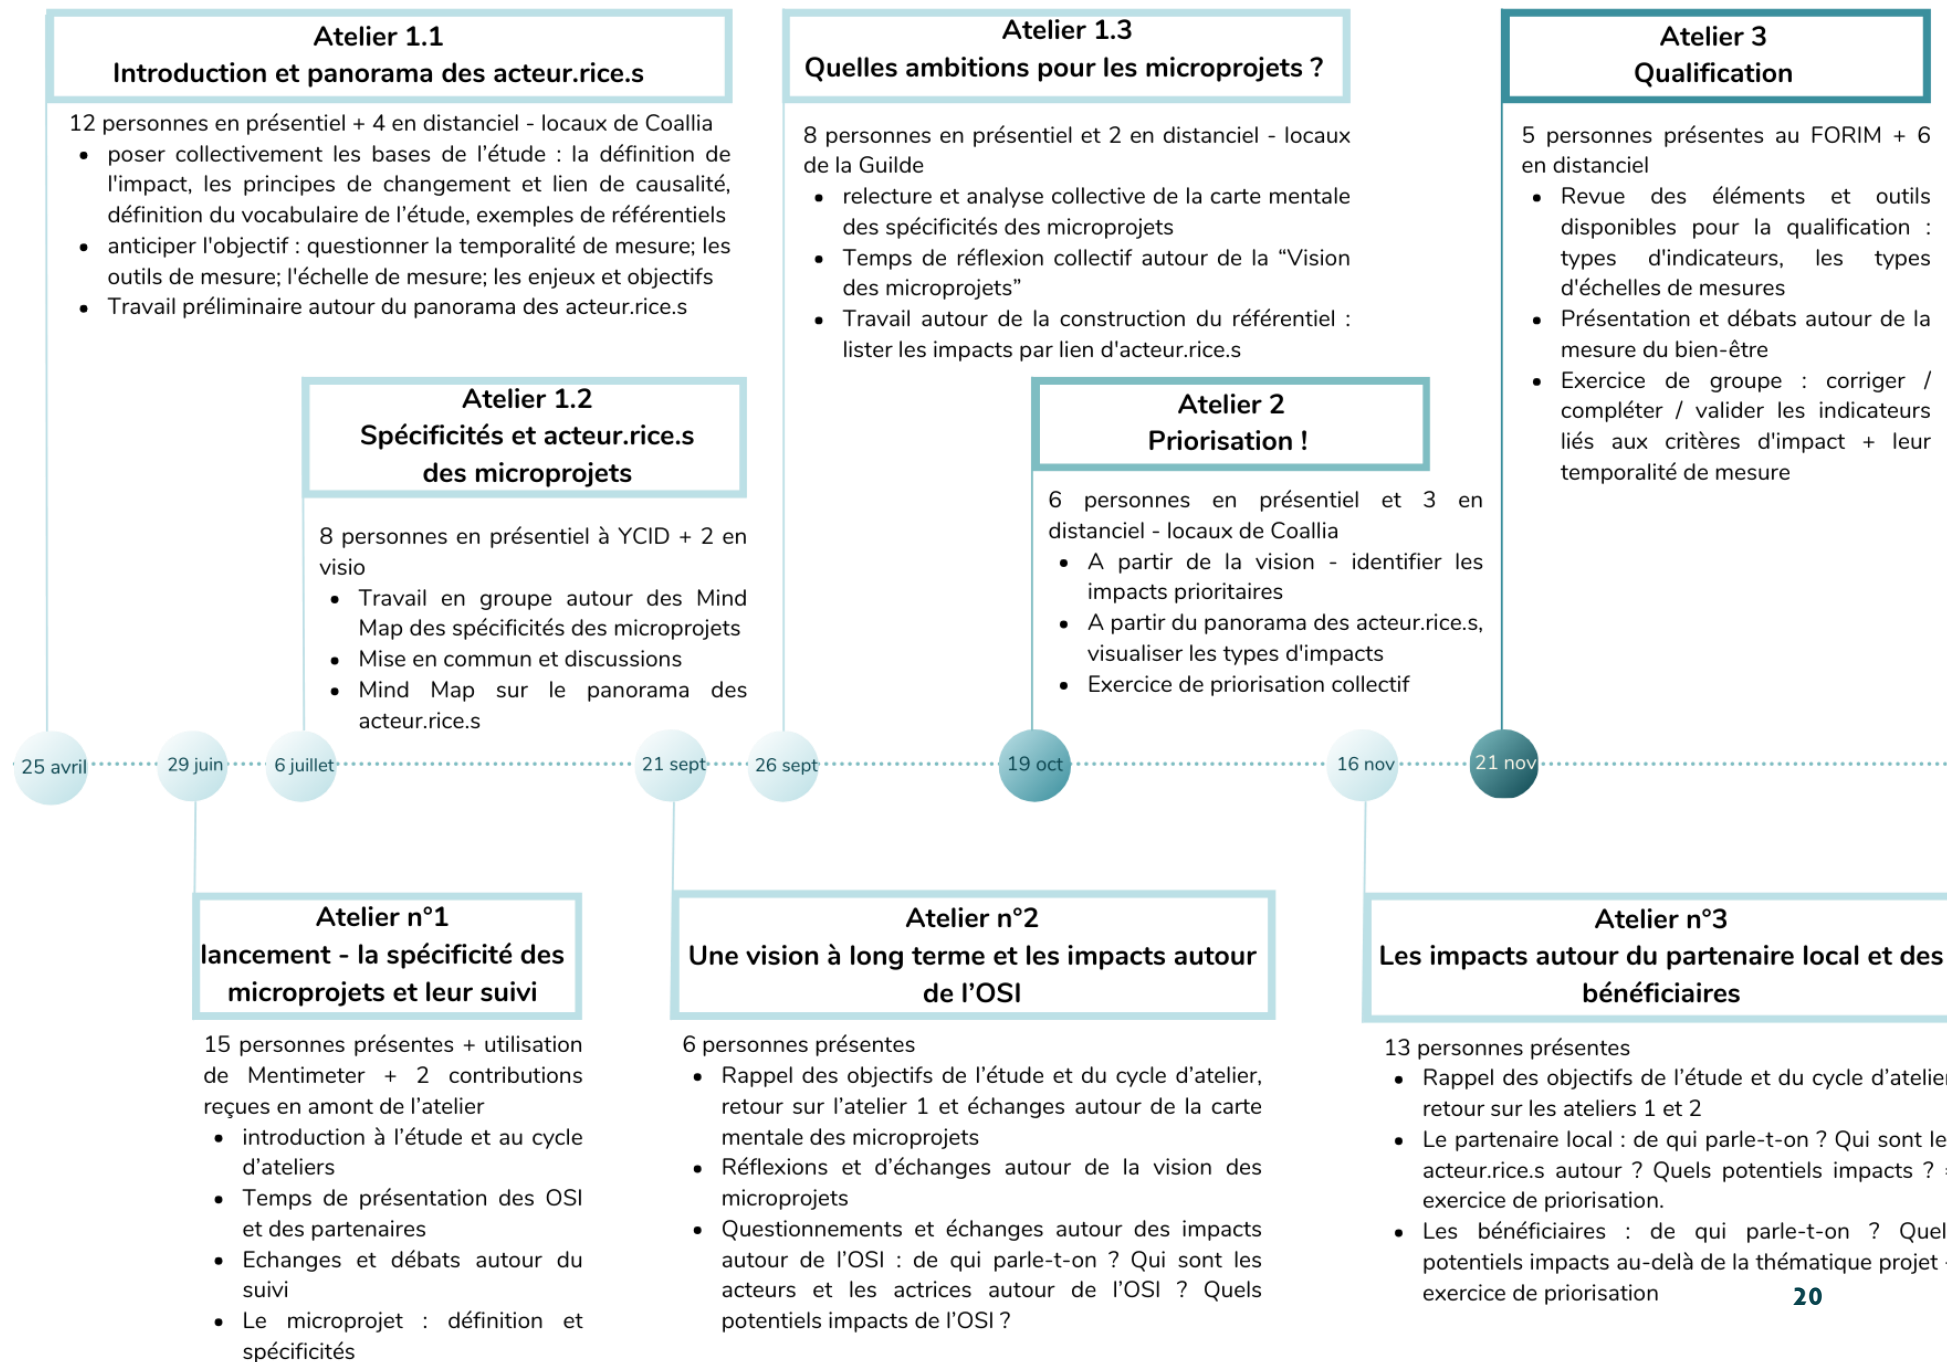 Atelier 1.1
Introduction et panorama des acteur.rice.s
12 personnes en présentiel + 4 en distanciel - locaux de Coallia
• poser collectivement les bases de l'étude : la définition de
l'impact, les principes de changement et lien de causalité,
définition du vocabulaire de l'étude, exemples de référentiels
• anticiper l'objectif : questionner la temporalité de mesure; les
outils de mesure; l'échelle de mesure; les enjeux et objectifs
• Travail préliminaire autour du panorama des acteur.rice.s
Atelier 1.2
Spécificités et acteur.rice.s
des microprojets
8 personnes en présentiel à YCID + 2 en
visio
• Travail en groupe autour des Mind
Map des spécificités des microprojets
• Mise en commun et discussions
• Mind Map sur le panorama des
acteur.rice.s
Atelier 1.3
Quelles ambitions pour les microprojets ?
8 personnes en présentiel et 2 en distanciel - locaux
de la Guilde
• relecture et analyse collective de la carte mentale
des spécificités des microprojets
• Temps de réflexion collectif autour de la “Vision
des microprojets”
• Travail autour de la construction du référentiel :
lister les impacts par lien d'acteur.rice.s
Atelier 2
Priorisation !
6 personnes en présentiel et 3 en
distanciel - locaux de Coallia
• A partir de la vision - identifier les
impacts prioritaires
• A partir du panorama des acteur.rice.s,
visualiser les types d'impacts
• Exercice de priorisation collectif
Atelier 3
Qualification
5 personnes présentes au FORIM + 6
en distanciel
• Revue des éléments et outils
disponibles pour la qualification :
types d'indicateurs, les types
d'échelles de mesures
• Présentation et débats autour de la
mesure du bien-être
• Exercice de groupe : corriger /
compléter / valider les indicateurs
liés aux critères d'impact + leur
temporalité de mesure
25 avril
29 juin
6 juillet
21 sept
26 sept
19 oct
16 nov
21 nov
Atelier n°1
lancement - la spécificité des
microprojets et leur suivi
15 personnes présentes + utilisation
de Mentimeter + 2 contributions
reçues en amont de l'atelier
• introduction à l'étude et au cycle
d'ateliers
• Temps de présentation des OSI
et des partenaires
• Echanges et débats autour du
suivi
• Le microprojet : définition et
spécificités
Atelier n°2
Une vision à long terme et les impacts autour
de l'OSI
6 personnes présentes
• Rappel des objectifs de l'étude et du cycle d'atelier,
retour sur l'atelier 1 et échanges autour de la carte
mentale des microprojets
• Réflexions et d'échanges autour de la vision des
microprojets
• Questionnements et échanges autour des impacts
autour de l'OSI : de qui parle-t-on ? Qui sont les
acteurs et les actrices autour de l'OSI ? Quels
potentiels impacts de l'OSI ?
Atelier n°3
Les impacts autour du partenaire local et des
bénéficiaires
13 personnes présentes
• Rappel des objectifs de l'étude et du cycle d'atelier
retour sur les ateliers 1 et 2
• Le partenaire local : de qui parle-t-on ? Qui sont le
acteur.rice.s autour ? Quels potentiels impacts ?
exercice de priorisation.
• Les bénéficiaires : de qui parle-t-on ? Quel
potentiels impacts au-delà de la thématique projet
exercice de priorisation
20